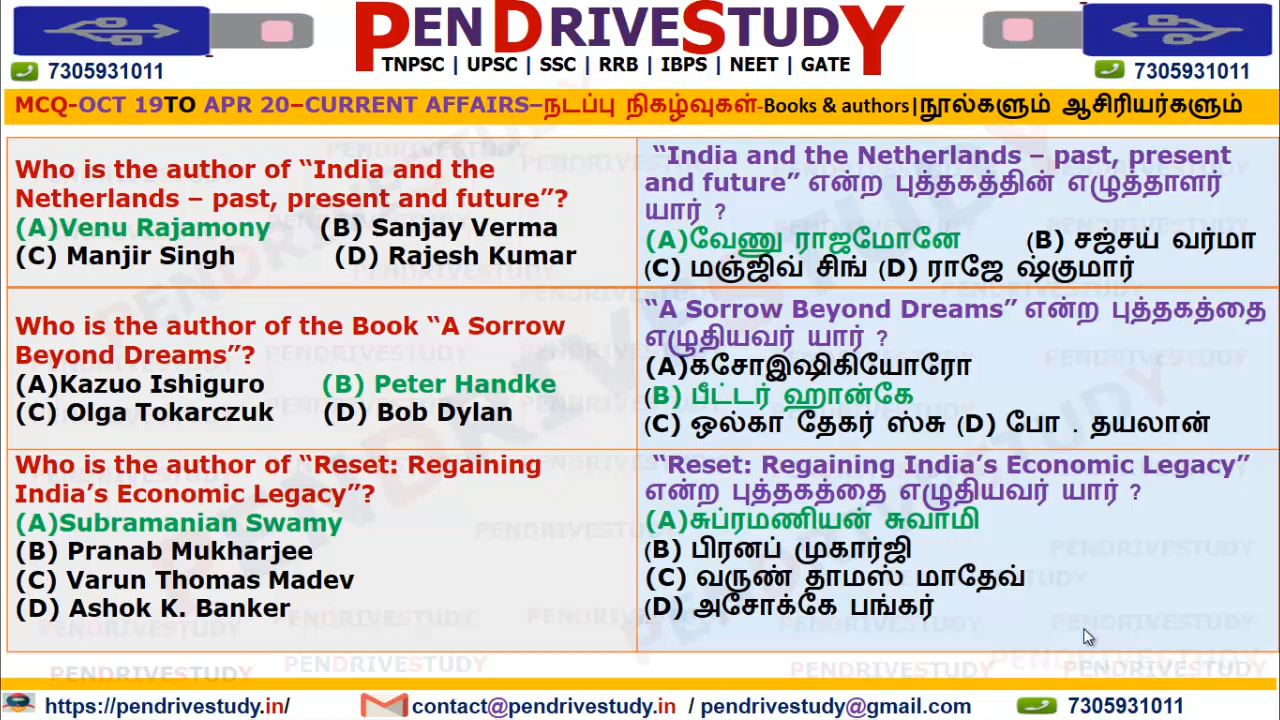 PENDRIVESTUDY
TNPSC | UPSC | SSC | RRB | IBPS | NEET | GATE
7305931011
7305931011
MCQ-OCT 19TO APR 20–CURRENT AFFAIRS–நடப்பு நிகழ்வுகள்-Books & authors|நூல்களும் ஆசிரியர்களும்
Who is the author of “India and the
Netherlands – past, present and future”?
(A)Venu Rajamony (B) Sanjay Verma
(C) Manjir Singh (D) Rajesh Kumar
“India and the Netherlands – past, present
and future” என்ற புத்தகத்தின் எழுத்தாளர்
யார் ?
(A)வேணு ராஜமோனே (B) சஜ்சய் வர்மா
(C) மஞ்ஜிவ் சிங் (D) ராஜே ஷ்குமார்
Who is the author of the Book “A Sorrow
Beyond Dreams”?
(A)Kazuo Ishiguro (B) Peter Handke
(C) Olga Tokarczuk (D) Bob Dylan
“A Sorrow Beyond Dreams” என்ற புத்தகத்தை
எழுதியவர் யார் ?
(A)கசோஇஷிகியோரோ
(B) பீட்டர் ஹான்கே
(C) ஒல்கா தேகர் ஸ்சு (D) போ . தயலான்
Who is the author of “Reset: Regaining
India’s Economic Legacy”?
(A)Subramanian Swamy
(B) Pranab Mukharjee
(C) Varun Thomas Madev
(D) Ashok K. Banker
“Reset: Regaining India’s Economic Legacy”
என்ற புத்தகத்தை எழுதியவர் யார் ?
(A)சுப்ரமணியன் சுவாமி
(B) பிரனப் முகார்ஜி
(C) வருண் தாமஸ் மாதேவ்
(D) அசோக்கே பங்கர்
https://pendrivestudy.in/ contact@pendrivestudy.in / pendrivestudy@gmail.com 7305931011